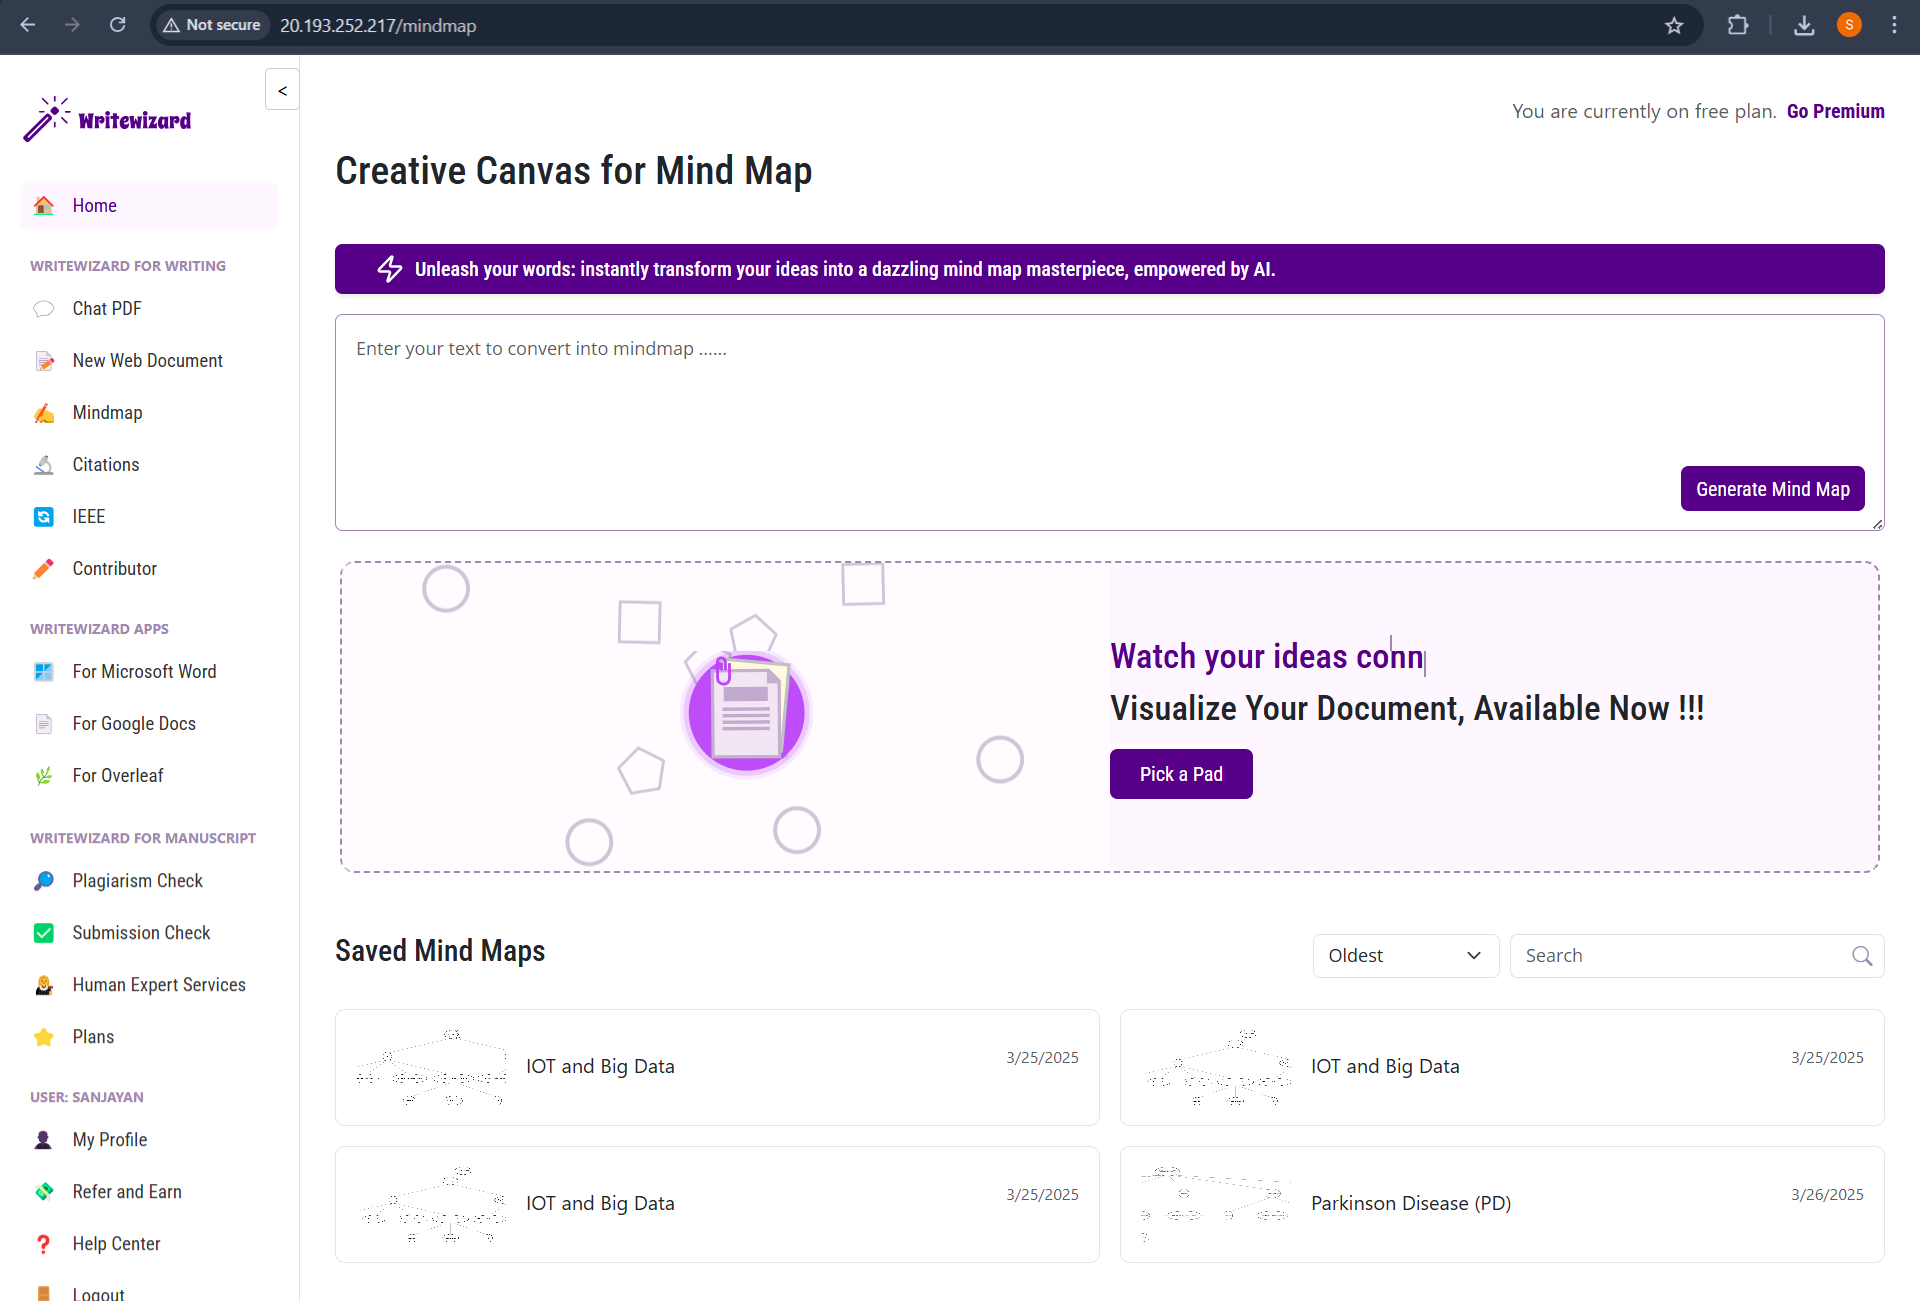 Not secure
20.193.252.217/mindmap
S
Writewizard
<
You are currently on free plan. Go Premium
Creative Canvas for Mind Map
Home
Unleash your words: instantly transform your ideas into a dazzling mind map masterpiece, empowered by AI.
WRITEWIZARD FOR WRITING
Chat PDF
New Web Document
Mindmap
Citations
IEEE
Contributor
Enter your text to convert into mindmap ......
Generate Mind Map
WRITEWIZARD APPS
For Microsoft Word
For Google Docs
For Overleaf
Watch your ideas conn
Visualize Your Document, Available Now !!!
Pick a Pad
WRITEWIZARD FOR MANUSCRIPT
Plagiarism Check
Submission Check
Human Expert Services
Plans
Saved Mind Maps
Oldest
Search
IOT and Big Data
3/25/2025
IOT and Big Data
3/25/2025
IOT and Big Data
3/25/2025
Parkinson Disease (PD)
3/26/2025
USER: SANJAYAN
My Profile
Refer and Earn
Help Center
Logout